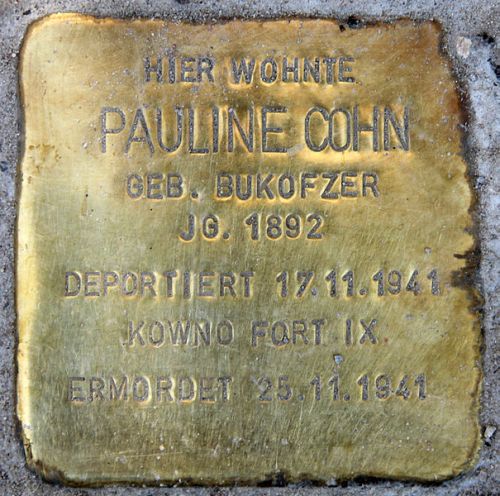 HIER WOHNTE
PAULINE COHN
GEB. BUKOFZER
JG. 1892
DEPORTIERT 17.11.1941
KOWNO FORT IX
ERMORDET 25.11.1941